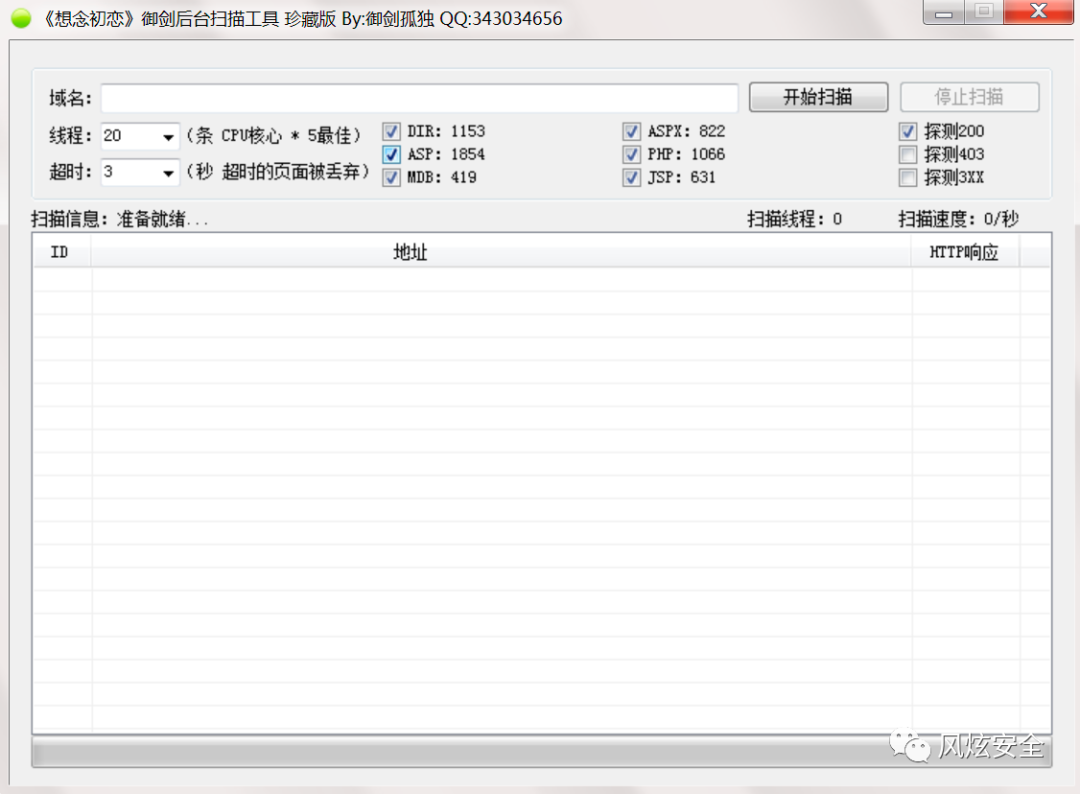 《想念初恋》御剑后台扫描工具 珍藏版 By:御剑孤独 QQ:343034656
域名: 开始扫描 停止扫描
线程: 20 (条 CPU核心 * 5最佳) DIR: 1153 ASPX: 822 探测200
ASP: 1854 PHP: 1066 探测403
超时: 3 (秒 超时的页面被丢弃) MDB: 419 JSP: 631 探测3XX
扫描信息: 准备就绪... 扫描线程: 0 扫描速度: 0/秒
ID 地址 HTTP响应
风炫安全